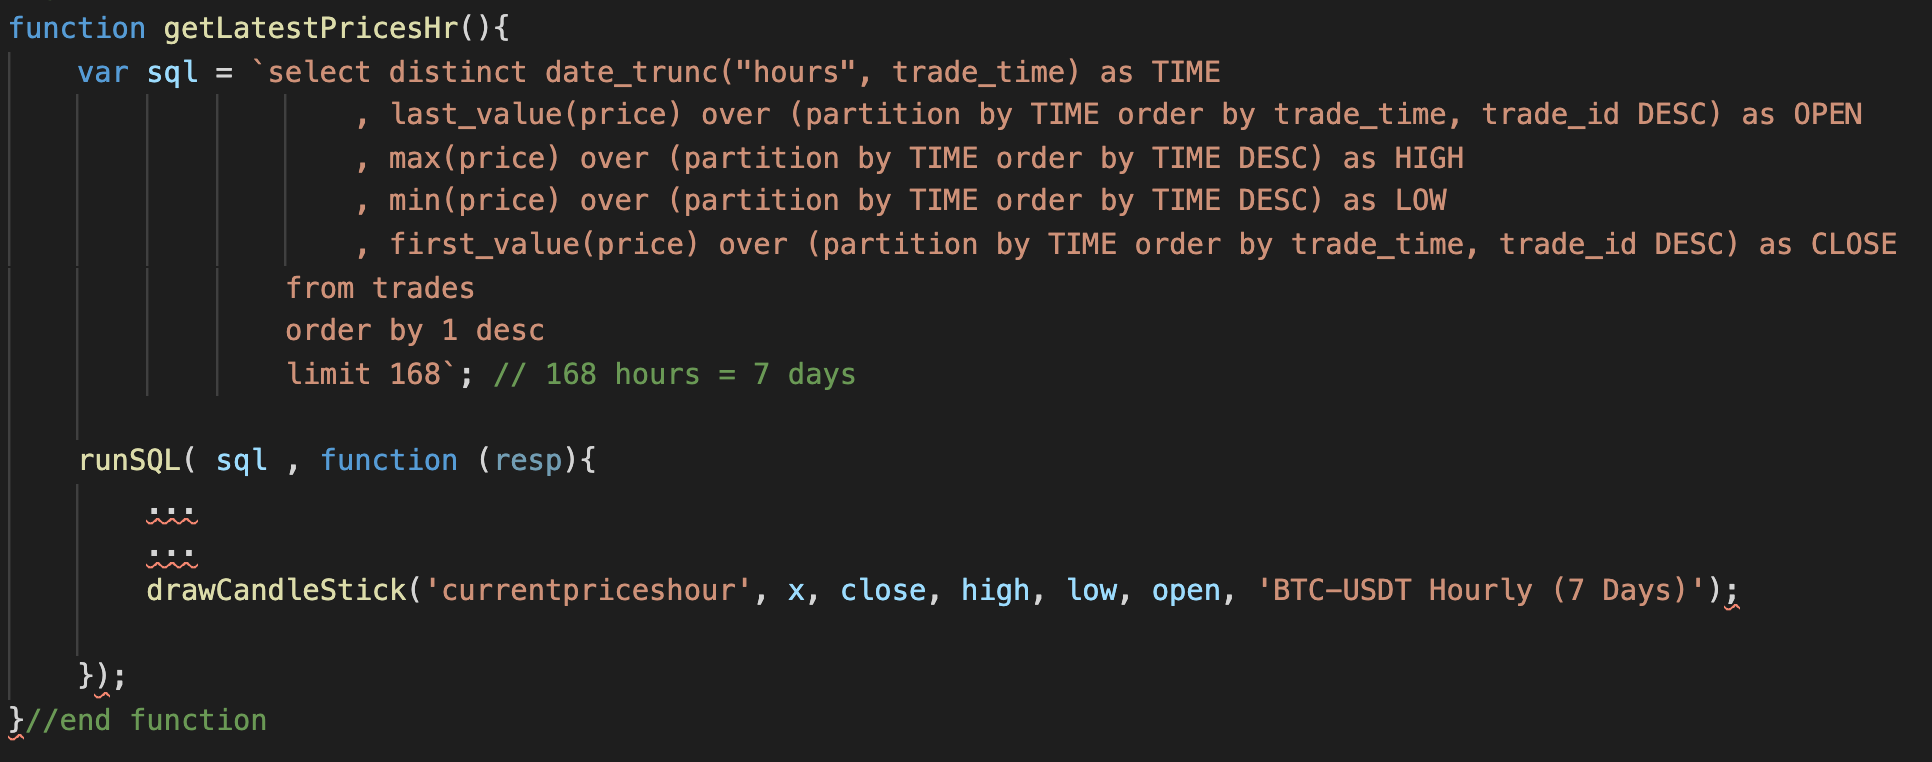 function getLatestPricesHr(){
var sql = `select distinct date_trunc("hours", trade_time) as TIME
, last_value(price) over (partition by TIME order by trade_time, trade_id DESC) as OPEN
, max(price) over (partition by TIME order by TIME DESC) as HIGH
, min(price) over (partition by TIME order by TIME DESC) as LOW
, first_value(price) over (partition by TIME order by trade_time, trade_id DESC) as CLOSE
from trades
order by 1 desc
limit 168`; // 168 hours = 7 days
runSQL( sql , function (resp){
...
...
drawCandleStick('currentpriceshour', x, close, high, low, open, 'BTC-USDT Hourly (7 Days)');
});
}//end function